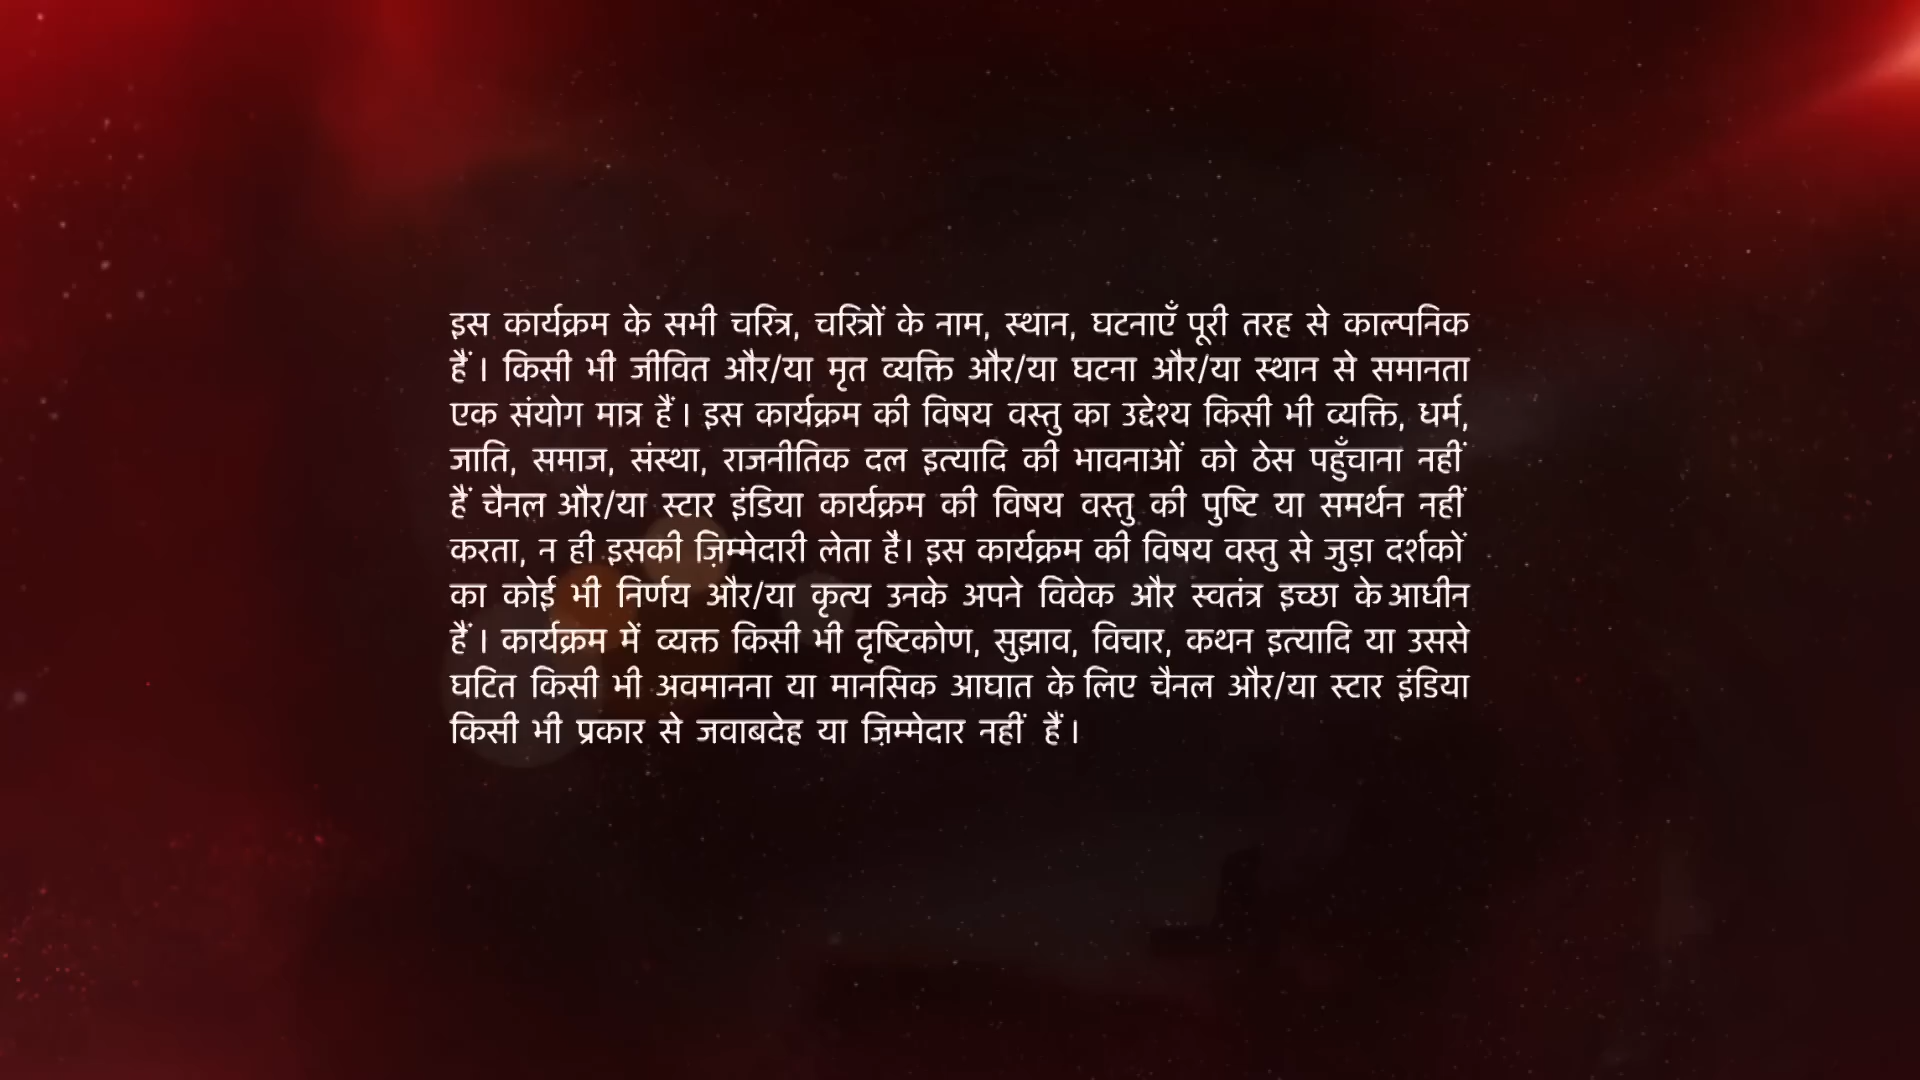 इस कार्यक्रम के सभी चरित्र, चरित्रों के नाम, स्थान, घटनाएँ पूरी तरह से काल्पनिक
हैं । किसी भी जीवित और/या मृत व्यक्ति और/या घटना और/या स्थान से समानता
एक संयोग मात्र हैं । इस कार्यक्रम की विषय वस्तु का उद्देश्य किसी भी व्यक्ति, धर्म,
जाति, समाज, संस्था, राजनीतिक दल इत्यादि की भावनाओं को ठेस पहुँचाना नहीं
हैं चैनल और/या स्टार इंडिया कार्यक्रम की विषय वस्तु की पुष्टि या समर्थन नहीं
करता, न ही इसकी ज़िम्मेदारी लेता है। इस कार्यक्रम की विषय वस्तु से जुड़ा दर्शकों
का कोई भी निर्णय और/या कृत्य उनके अपने विवेक और स्वतंत्र इच्छा के आधीन
हैं । कार्यक्रम में व्यक्त किसी भी दृष्टिकोण, सुझाव, विचार, कथन इत्यादि या उससे
घटित किसी भी अवमानना या मानसिक आघात के लिए चैनल और/या स्टार इंडिया
किसी भी प्रकार से जवाबदेह या ज़िम्मेदार नहीं हैं ।